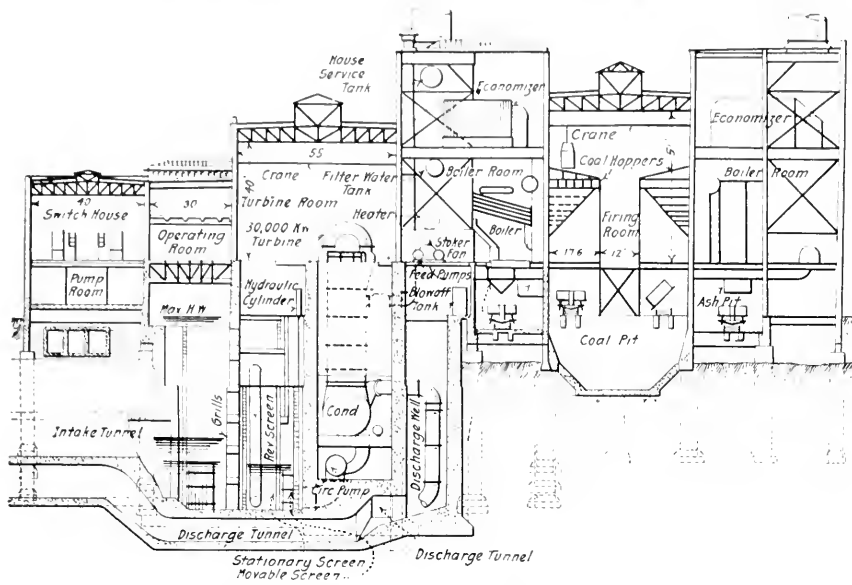 House
Service
Tank
Economizer
Economizer
Crane
Coal Hoppers
5'
55
Crane
Filter Water
Tank
Boiler Room
Boiler Room
40
30
40'
Switch House
Turbine Room
Heater
Operating
Room
30,000 Kw
Turbine
Boiler
Stoker
Fan
Firing
Room
17.6
12'
Pump
Room
Hydraulic
Cylinder
Feed Pumps
Blowoff
Tank
Ash Pit
Max. H W
Coal Pit
Grills
Rev Screen
Cond
Discharge Well
Intake Tunnel
Circ Pump
Discharge Tunnel
Discharge Tunnel
Stationary Screen
Movable Screen